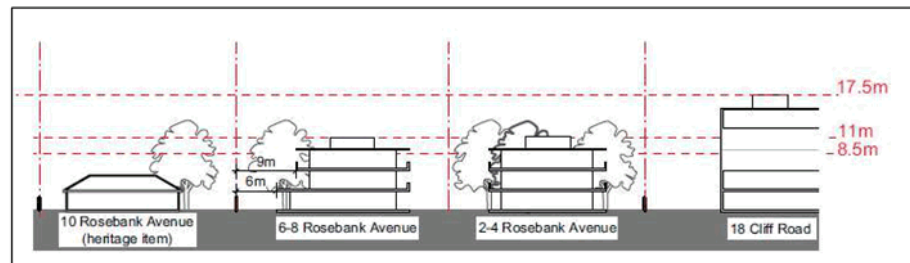 17.5m
11m
8.5m
9m
6m
10 Rosebank Avenue
(heritage item)
6-8 Rosebank Avenue
2-4 Rosebank Avenue
18 Cliff Road